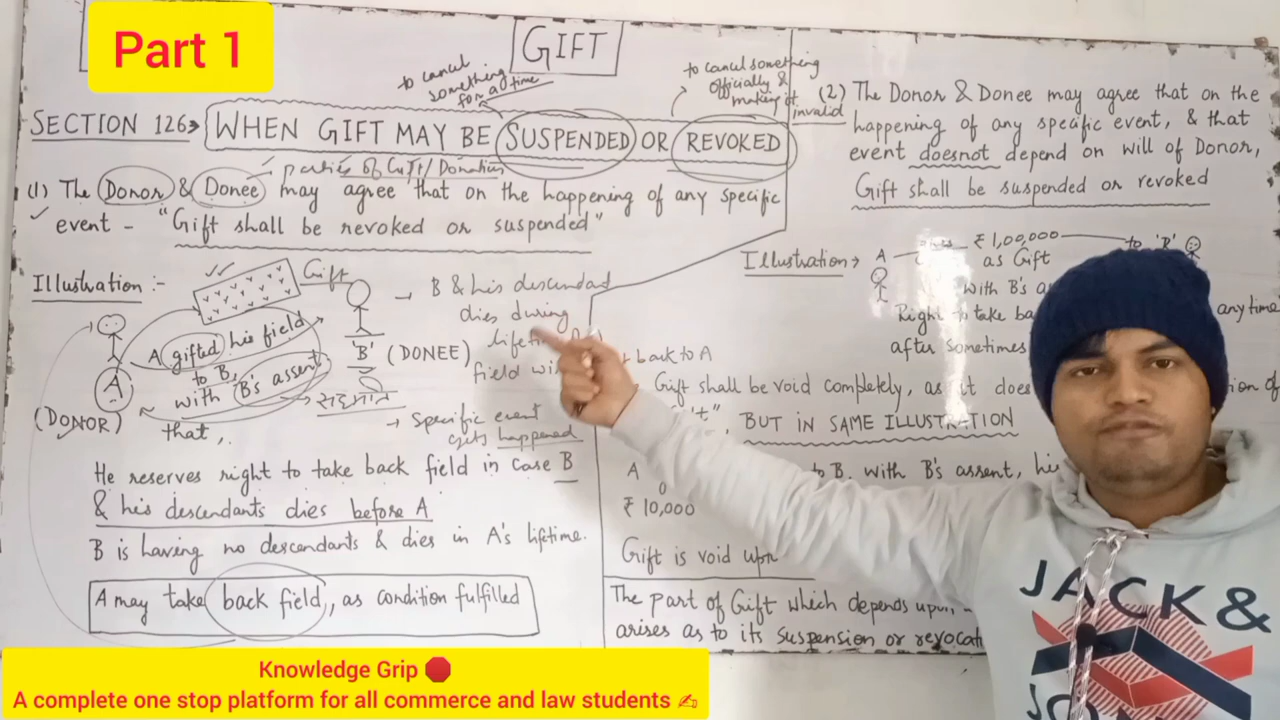 Part 1
GIFT
to cancel
something
for a time
to cancel something
officially &
making it
invalid
SECTION 126
WHEN GIFT MAY BE SUSPENDED OR REVOKED
parties of Gift/Donation
(1) The Donor & Donee may agree that on the happening of any specific
event - "Gift shall be revoked or suspended"
Illustration :-
Gift
A gifted his field
to B,
with B's assent
that,
A
(DONOR)
'B' (DONEE)
सहमति
B & his descendant
dies during
field
back to A
Specific event
gets happened
He reserves right to take back field in case B
& his descendants dies before A
B is having no descendants & dies in A's lifetime.
A may take back field, as condition fulfilled
(2) The Donor & Donee may agree that on the
happening of any specific event, & that
event doesnot depend on will of Donor,
Gift shall be suspended or revoked
Illustration → A
₹ 1,00,000
as Gift
to 'B'
with B's
Right to take
any time
after sometimes
Gift shall be void completely, as it
of
BUT IN SAME ILLUSTRATION
A
to B, with B's assent,
₹ 10,000
Gift is void
The part of Gift which depends
arises as to its suspension or
JACK &
JO
Knowledge Grip 🛑
A complete one stop platform for all commerce and law students ✍